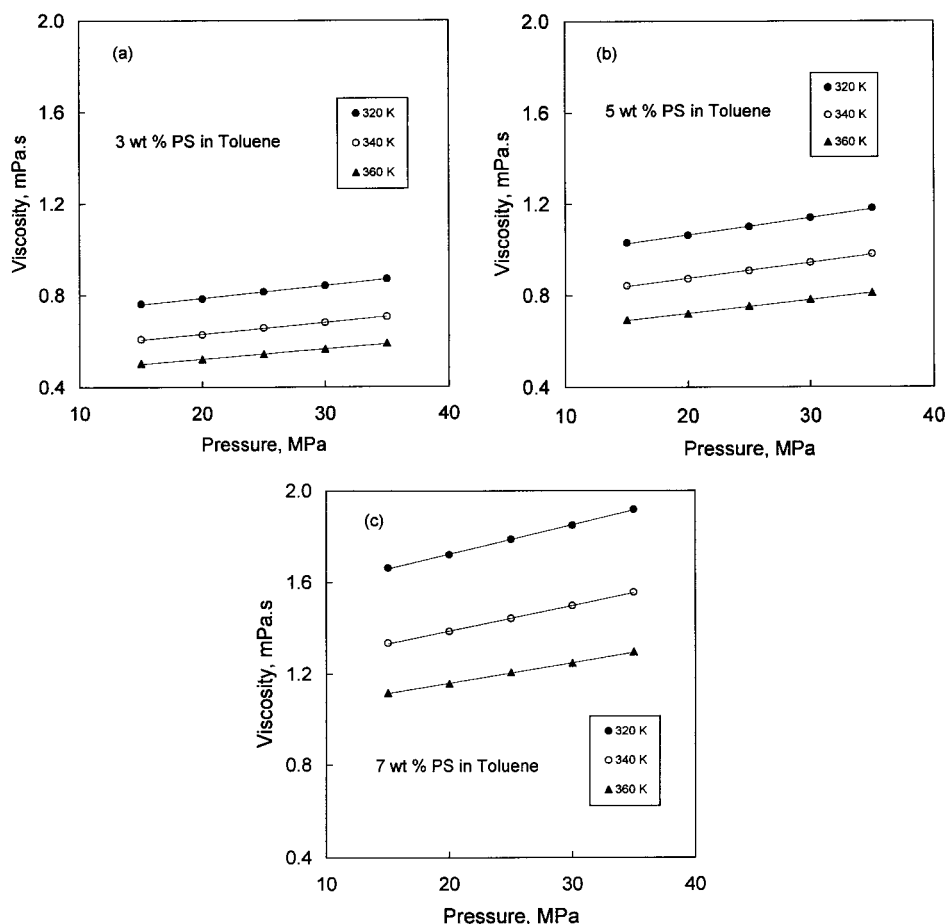 (a)
2.0
1.6
1.2
0.8
0.4
Viscosity, mPa.s
3 wt % PS in Toluene
320 K
340 K
360 K
10 20 30 40
Pressure, MPa
(b)
2.0
1.6
1.2
0.8
0.4
Viscosity, mPa.s
5 wt % PS in Toluene
320 K
340 K
360 K
10 20 30 40
Pressure, MPa
(c)
2.0
1.6
1.2
0.8
0.4
Viscosity, mPa.s
7 wt % PS in Toluene
320 K
340 K
360 K
10 20 30 40
Pressure, MPa